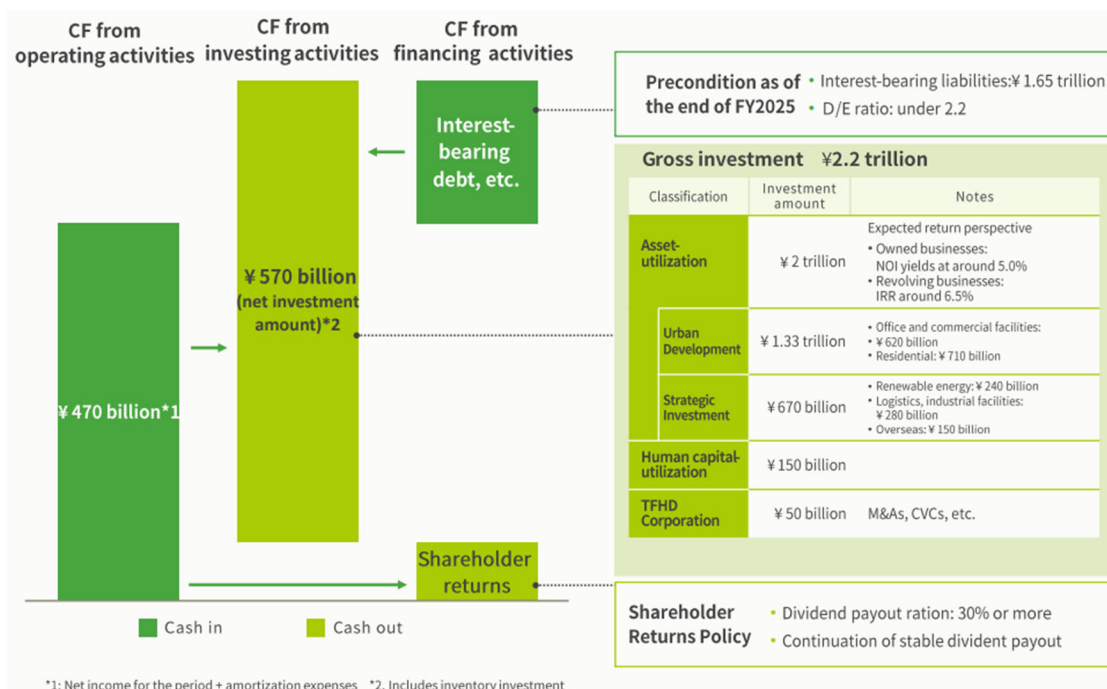 CF from
operating activities
CF from
investing activities
CF from
financing activities
Interest-
bearing
debt, etc.
¥ 570 billion
(net investment
amount)*2
¥ 470 billion*1
Shareholder
returns
Cash in
Cash out
*1: Net income for the period + amortization expenses *2. Includes inventory investment
Precondition as of
the end of FY2025
• Interest-bearing liabilities:¥ 1.65 trillion
• D/E ratio: under 2.2
Gross investment ¥2.2 trillion
Classification
Investment
amount
Notes
Asset-
utilization
¥ 2 trillion
Expected return perspective
• Owned businesses:
NOI yields at around 5.0%
• Revolving businesses:
IRR around 6.5%
Urban
Development
¥ 1.33 trillion
• Office and commercial facilities:
• ¥ 620 billion
• Residential: ¥ 710 billion
Strategic
Investment
¥ 670 billion
• Renewable energy: ¥ 240 billion
• Logistics, industrial facilities:
¥ 280 billion
• Overseas: ¥ 150 billion
Human capital-
utilization
¥ 150 billion
TFHD
Corporation
¥ 50 billion
M&As, CVCs, etc.
Shareholder
Returns Policy
• Dividend payout ration: 30% or more
• Continuation of stable divident payout